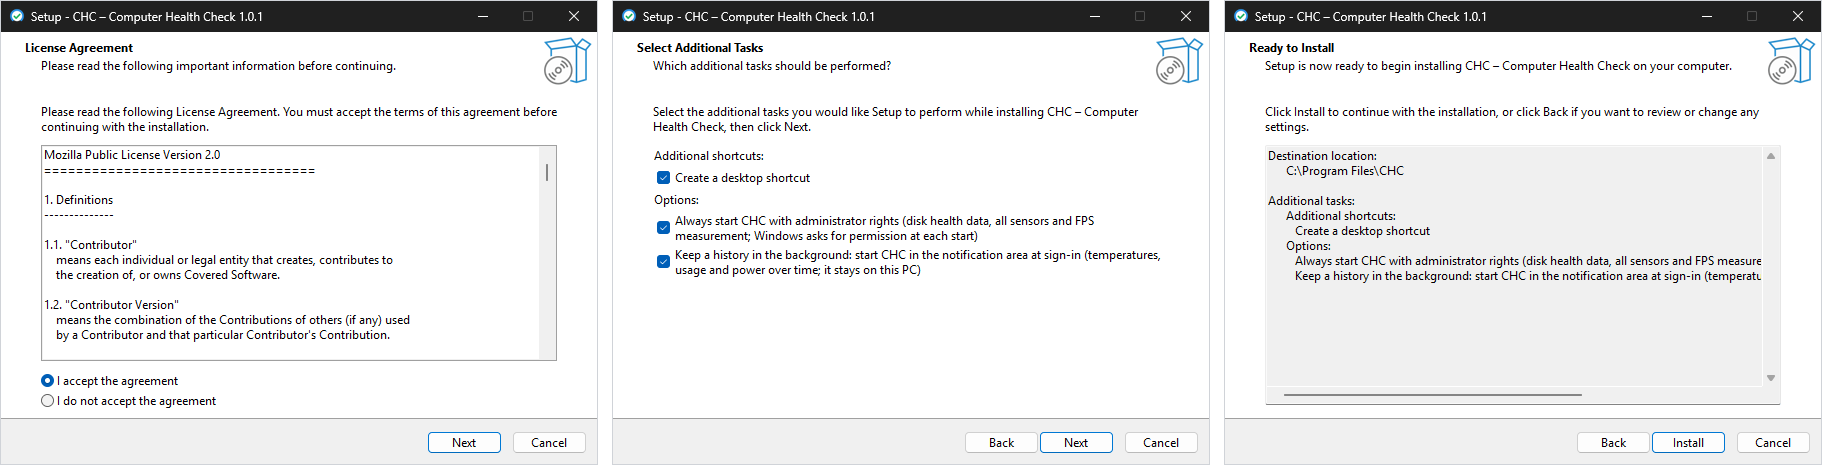 Setup - CHC – Computer Health Check 1.0.1
License Agreement
Please read the following important information before continuing.
Please read the following License Agreement. You must accept the terms of this agreement before
continuing with the installation.
Mozilla Public License Version 2.0
==================================
1. Definitions
--------------
1.1. "Contributor"
means each individual or legal entity that creates, contributes to
the creation of, or owns Covered Software.
1.2. "Contributor Version"
means the combination of the Contributions of others (if any) used
by a Contributor and that particular Contributor's Contribution.
I accept the agreement
I do not accept the agreement
Next
Cancel
Setup - CHC – Computer Health Check 1.0.1
Select Additional Tasks
Which additional tasks should be performed?
Select the additional tasks you would like Setup to perform while installing CHC – Computer
Health Check, then click Next.
Additional shortcuts:
Create a desktop shortcut
Options:
Always start CHC with administrator rights (disk health data, all sensors and FPS
measurement; Windows asks for permission at each start)
Keep a history in the background: start CHC in the notification area at sign-in (temperatures,
usage and power over time; it stays on this PC)
Back
Next
Cancel
Setup - CHC – Computer Health Check 1.0.1
Ready to Install
Setup is now ready to begin installing CHC – Computer Health Check on your computer.
Click Install to continue with the installation, or click Back if you want to review or change any
settings.
Destination location:
C:\Program Files\CHC
Additional tasks:
Additional shortcuts:
Create a desktop shortcut
Options:
Always start CHC with administrator rights (disk health data, all sensors and FPS measure
Keep a history in the background: start CHC in the notification area at sign-in (temperatu
Back
Install
Cancel